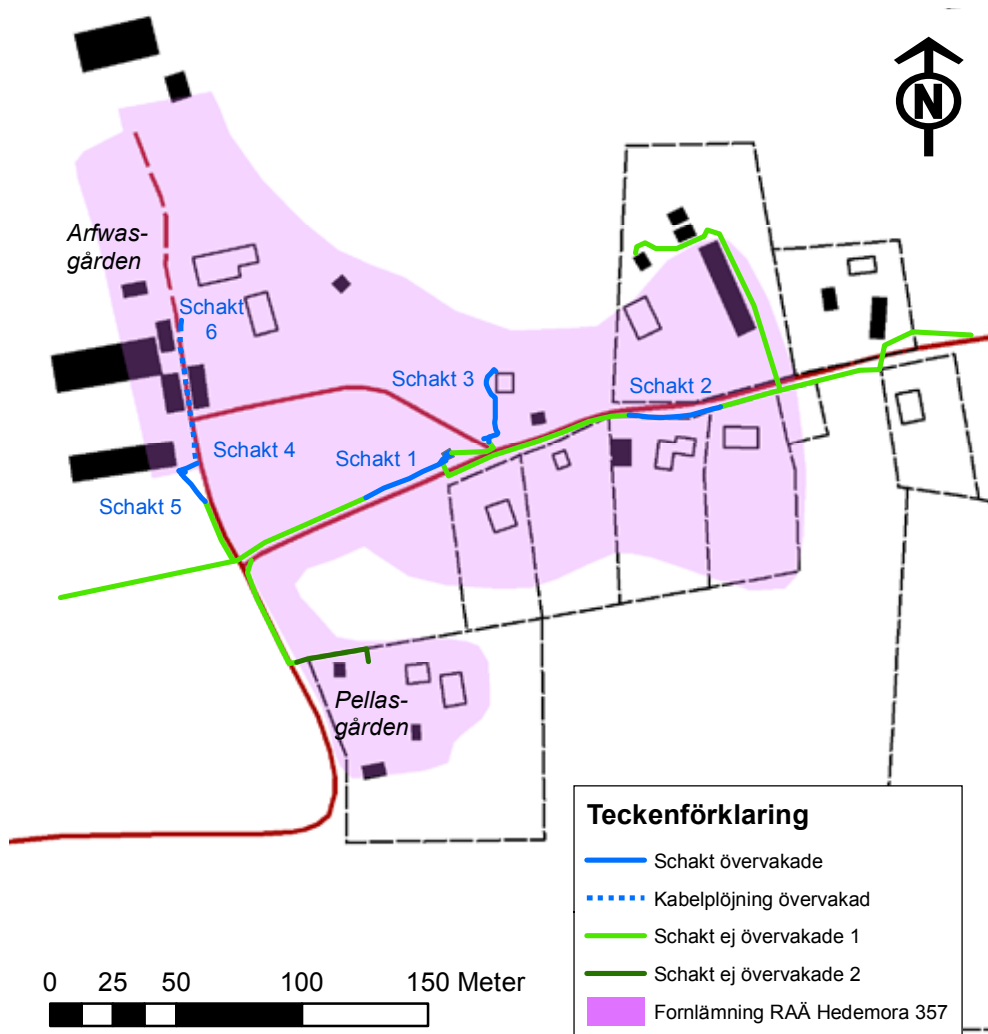 N
Arfwas-
gården
Schakt
6
Schakt 3
Schakt 2
Schakt 4
Schakt 1
Schakt 5
Pellas-
gården
Teckenförklaring
Schakt övervakade
Kabelplöjning övervakad
Schakt ej övervakade 1
Schakt ej övervakade 2
Fornlämning RAÄ Hedemora 357
0 25 50 100 150 Meter